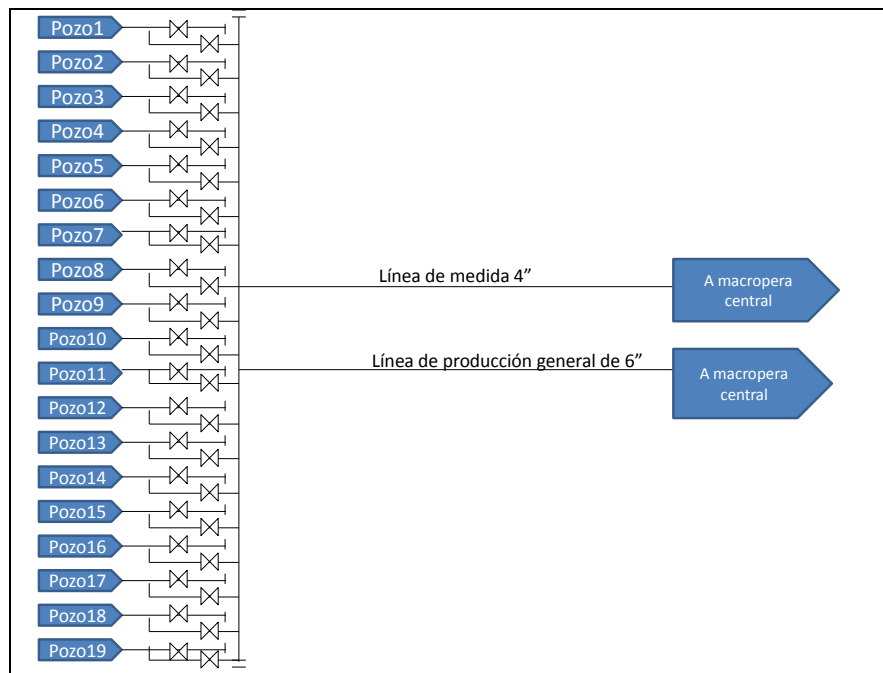 Pozo1
Pozo2
Pozo3
Pozo4
Pozo5
Pozo6
Pozo7
Pozo8
Pozo9
Pozo10
Pozo11
Pozo12
Pozo13
Pozo14
Pozo15
Pozo16
Pozo17
Pozo18
Pozo19
Línea de medida 4”
A macropera
central
Línea de producción general de 6”
A macropera
central